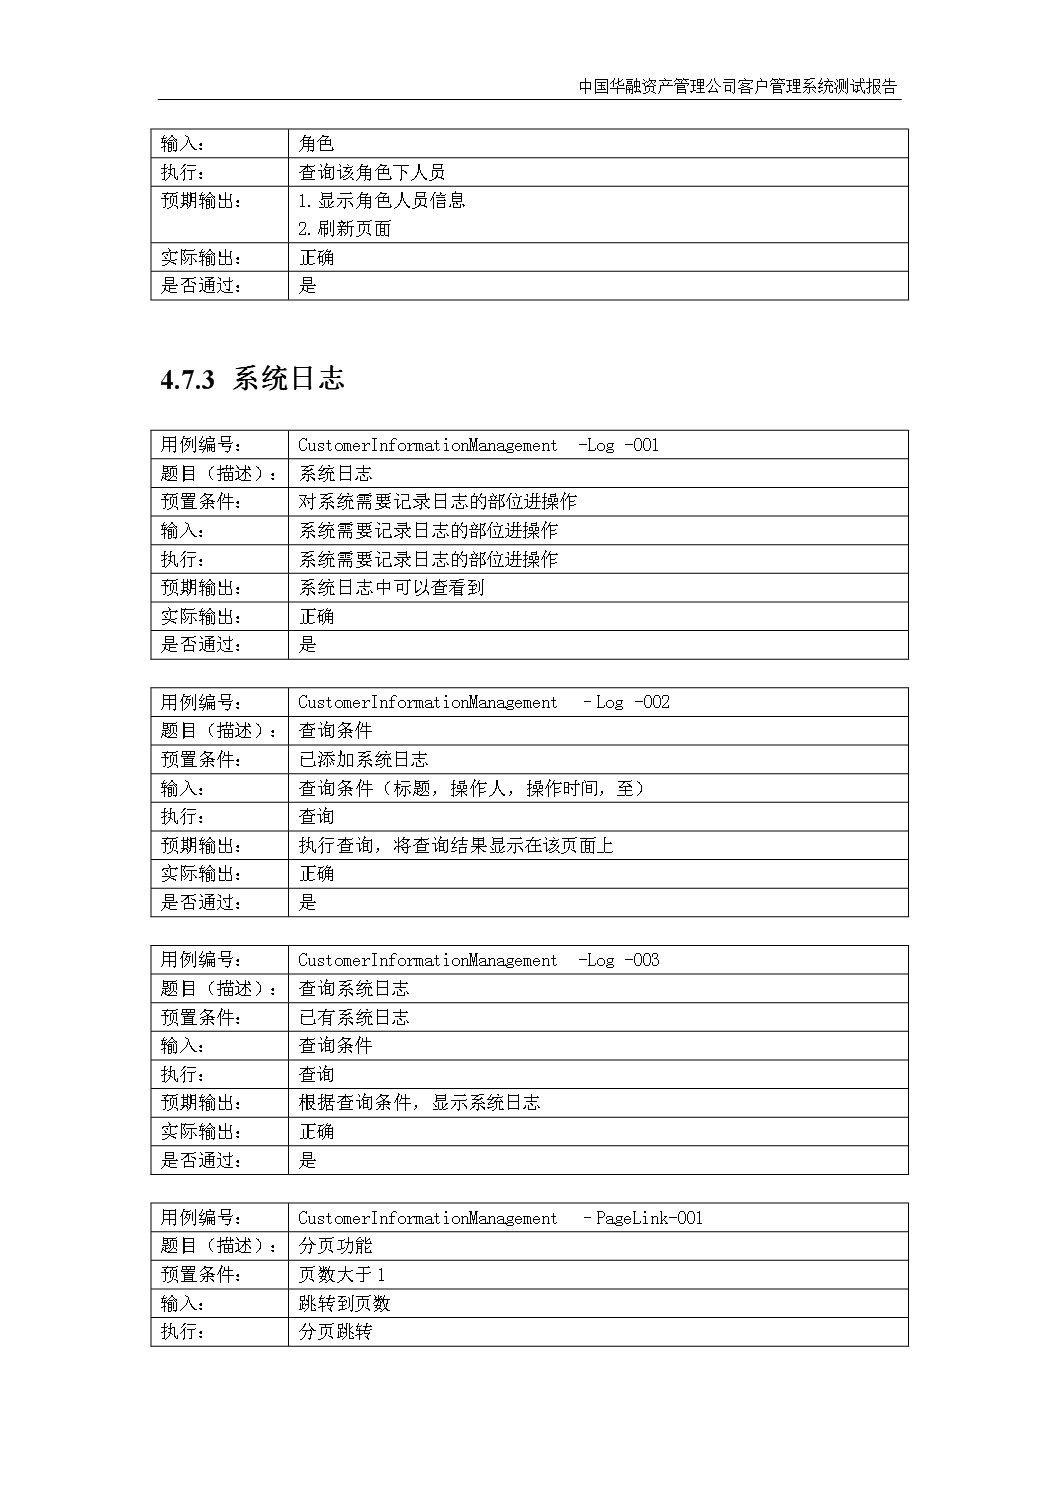 中国华融资产管理公司客户管理系统测试报告
输入： 角色
执行： 查询该角色下人员
预期输出： 1.显示角色人员信息
2.刷新页面
实际输出： 正确
是否通过： 是
4.7.3 系统日志
用例编号： CustomerInformationManagement -Log -001
题目（描述）： 系统日志
预置条件： 对系统需要记录日志的部位进操作
输入： 系统需要记录日志的部位进操作
执行： 系统需要记录日志的部位进操作
预期输出： 系统日志中可以查看到
实际输出： 正确
是否通过： 是
用例编号： CustomerInformationManagement –Log -002
题目（描述）： 查询条件
预置条件： 已添加系统日志
输入： 查询条件（标题，操作人，操作时间，至）
执行： 查询
预期输出： 执行查询，将查询结果显示在该页面上
实际输出： 正确
是否通过： 是
用例编号： CustomerInformationManagement -Log -003
题目（描述）： 查询系统日志
预置条件： 已有系统日志
输入： 查询条件
执行： 查询
预期输出： 根据查询条件，显示系统日志
实际输出： 正确
是否通过： 是
用例编号： CustomerInformationManagement –PageLink-001
题目（描述）： 分页功能
预置条件： 页数大于 1
输入： 跳转到页数
执行： 分页跳转